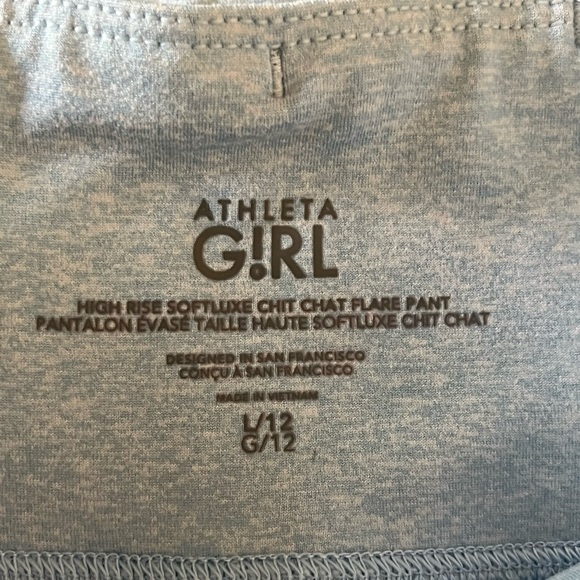 ATHLETA
G!RL
HIGH RISE SOFTLUXE CHIT CHAT FLARE PANT
PANTALON ÉVASÉ TAILLE HAUTE SOFTLUXE CHIT CHAT
DESIGNED IN SAN FRANCISCO
CONÇU À SAN FRANCISCO
MADE IN VIETNAM
L/12
G/12